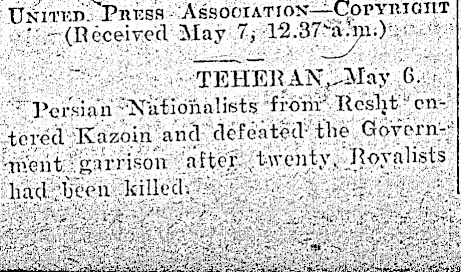 UNITED PRESS ASSOCIATION—COPYRIGHT
(Received May 7, 12.37 a.m.)
TEHERAN, May 6.
Persian Nationalists from Resht en-
tered Kazoin and defeated the Govern-
ment garrison after twenty Royalists
had been killed.